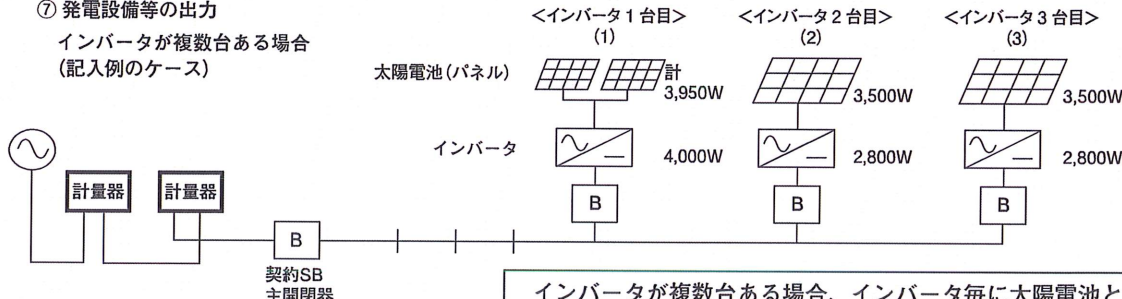 ⑦ 発電設備等の出力
インバータが複数台ある場合
(記入例のケース)
<インバータ1台目>
(1)
<インバータ2台目>
(2)
<インバータ3台目>
(3)
太陽電池(パネル)
計
3,950W
3,500W
3,500W
インバータ
4,000W
2,800W
2,800W
計量器
計量器
B
B
B
B
契約SB
主開閉器
インバータが複数台ある場合、インバータ毎に太陽電池と